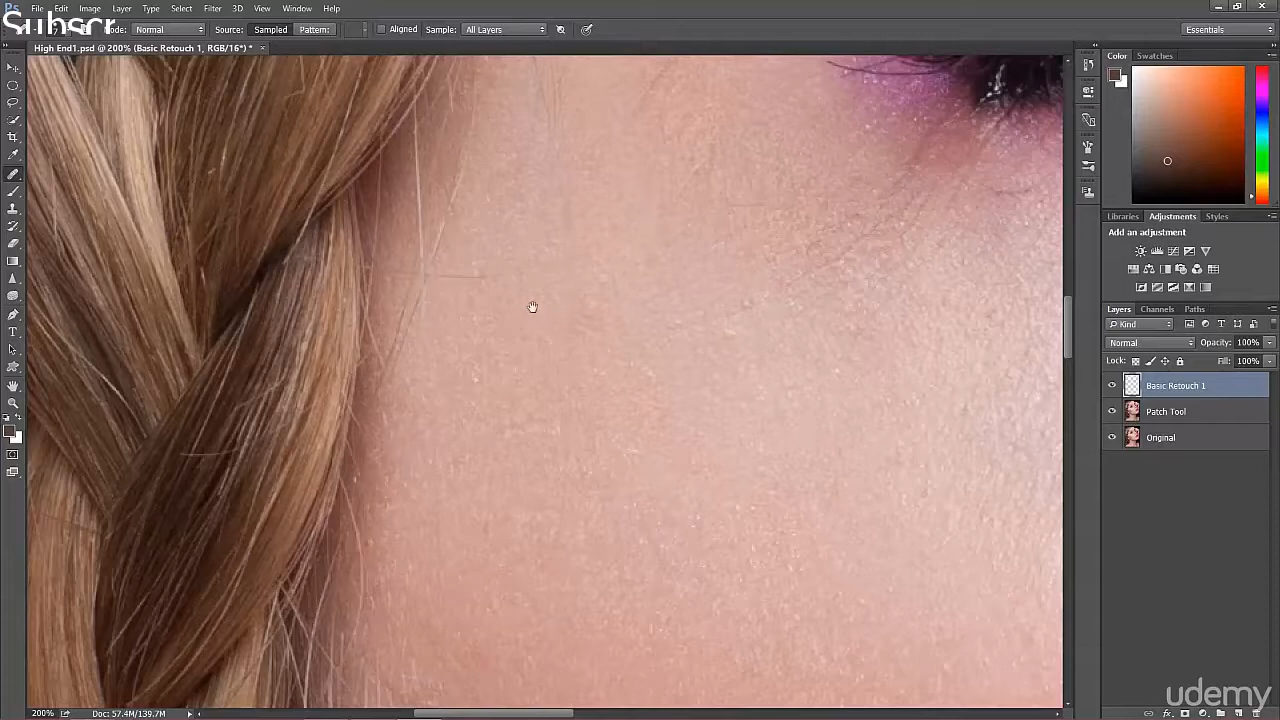 Ps File Edit Image Layer Type Select Filter 3D View Window Help
Subscr
Mode: Normal Source: Sampled Pattern: Aligned Sample: All Layers Essentials
High End1.psd @ 200% (Basic Retouch 1, RGB/16*) * ×
Color Swatches
Libraries Adjustments Styles
Add an adjustment
Layers Channels Paths
Kind
Normal Opacity: 100%
Lock: Fill: 100%
Basic Retouch 1
Patch Tool
Original
udemy
200% Doc: 57.4M/139.7M